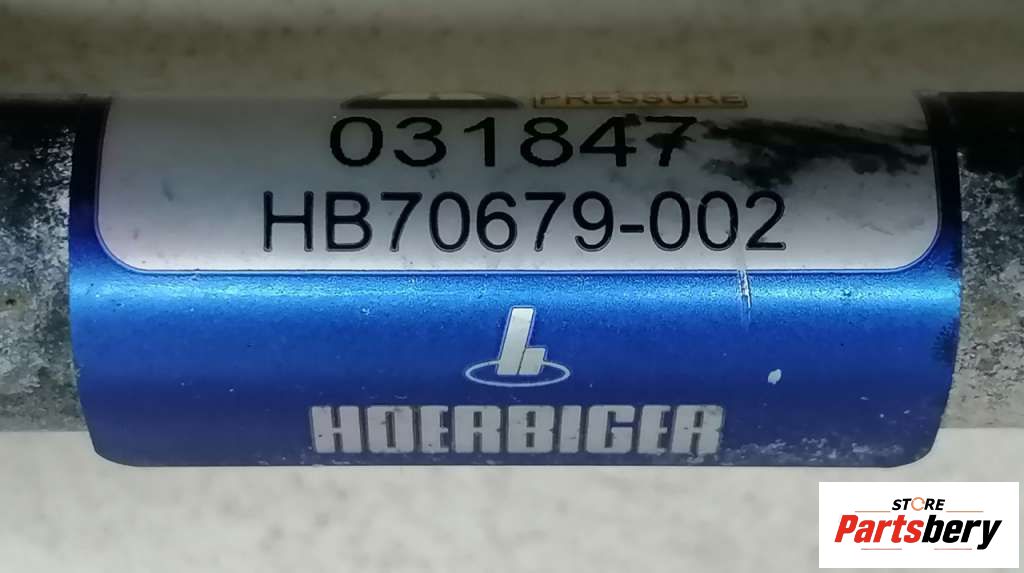 PRESSURE
031847
HB70679-002
HOERBIGER
STORE
Partsbery